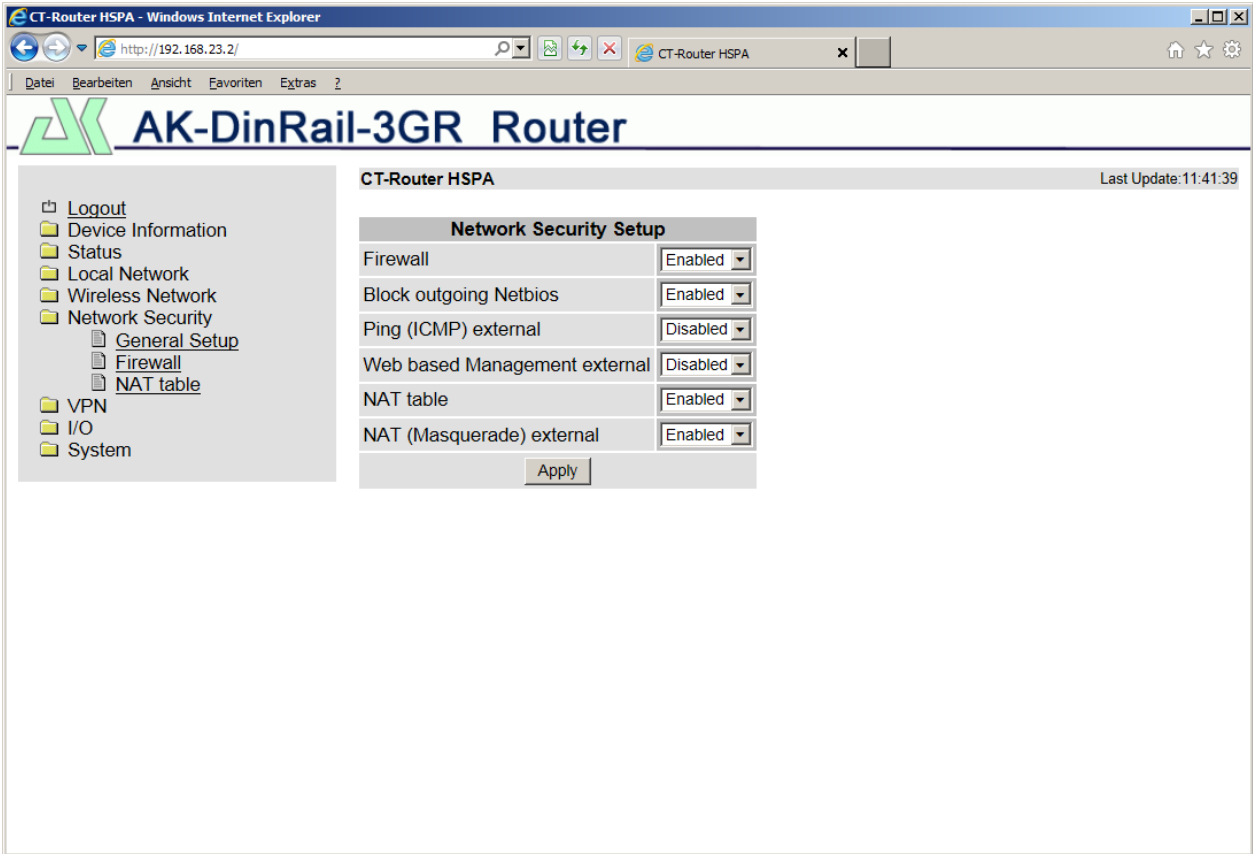 CT-Router HSPA - Windows Internet Explorer
http://192.168.23.2/
CT-Router HSPA
Datei Bearbeiten Ansicht Favoriten Extras ?
AK-DinRail-3GR Router
CT-Router HSPA Last Update:11:41:39
Logout
Device Information
Status
Local Network
Wireless Network
Network Security
General Setup
Firewall
NAT table
VPN
I/O
System
Network Security Setup
Firewall Enabled
Block outgoing Netbios Enabled
Ping (ICMP) external Disabled
Web based Management external Disabled
NAT table Enabled
NAT (Masquerade) external Enabled
Apply